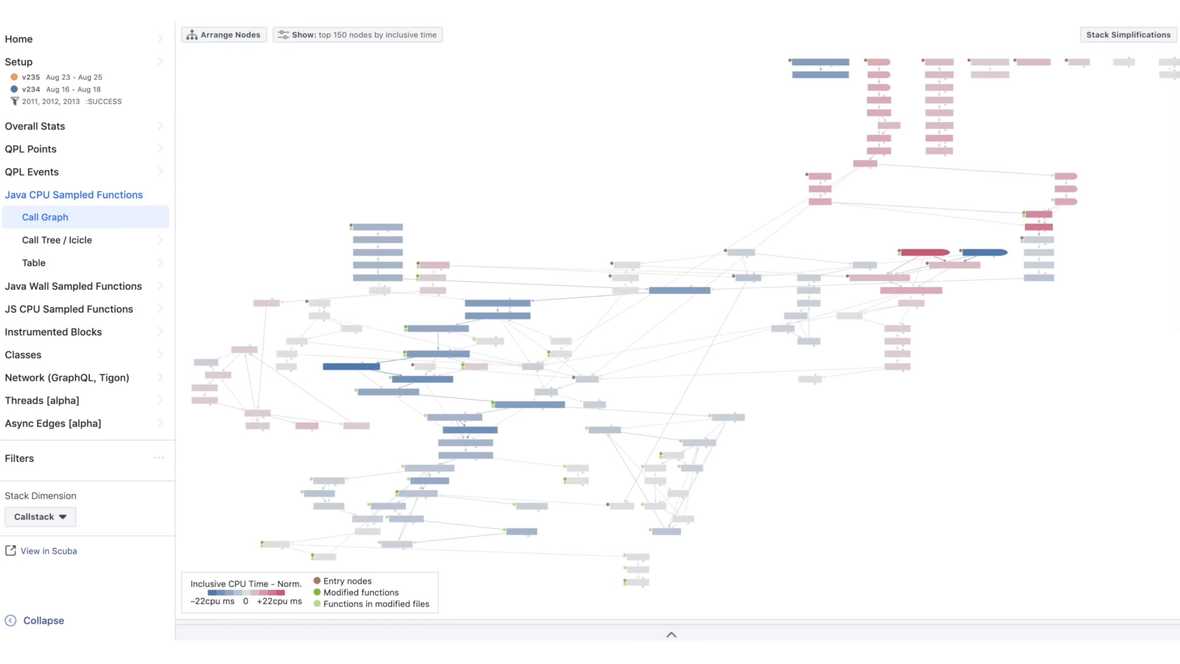 Arrange Nodes
Show: top 150 nodes by inclusive time
Stack Simplifications
Home
Setup
v235 Aug 23 - Aug 25
v234 Aug 16 - Aug 18
2011, 2012, 2013 :SUCCESS
Overall Stats
QPL Points
QPL Events
Java CPU Sampled Functions
Call Graph
Call Tree / Icicle
Table
Java Wall Sampled Functions
JS CPU Sampled Functions
Instrumented Blocks
Classes
Network (GraphQL, Tigon)
Threads [alpha]
Async Edges [alpha]
Filters
Stack Dimension
Callstack
View in Scuba
Collapse
Inclusive CPU Time - Norm.
−22cpu ms 0 +22cpu ms
Entry nodes
Modified functions
Functions in modified files